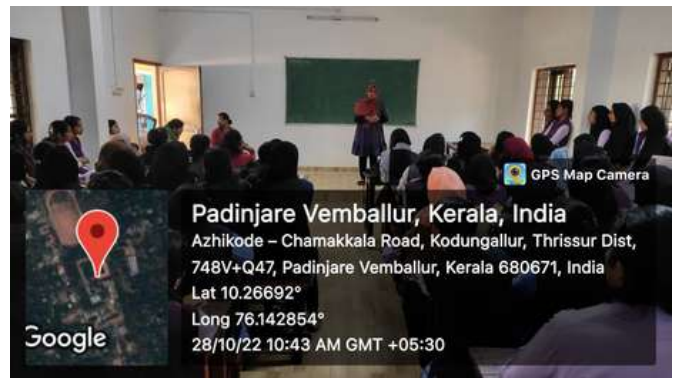 GPS Map Camera
Padinjare Vemballur, Kerala, India
Azhikode – Chamakkala Road, Kodungallur, Thrissur Dist,
748V+Q47, Padinjare Vemballur, Kerala 680671, India
Lat 10.26692°
Long 76.142854°
28/10/22 10:43 AM GMT +05:30
Google